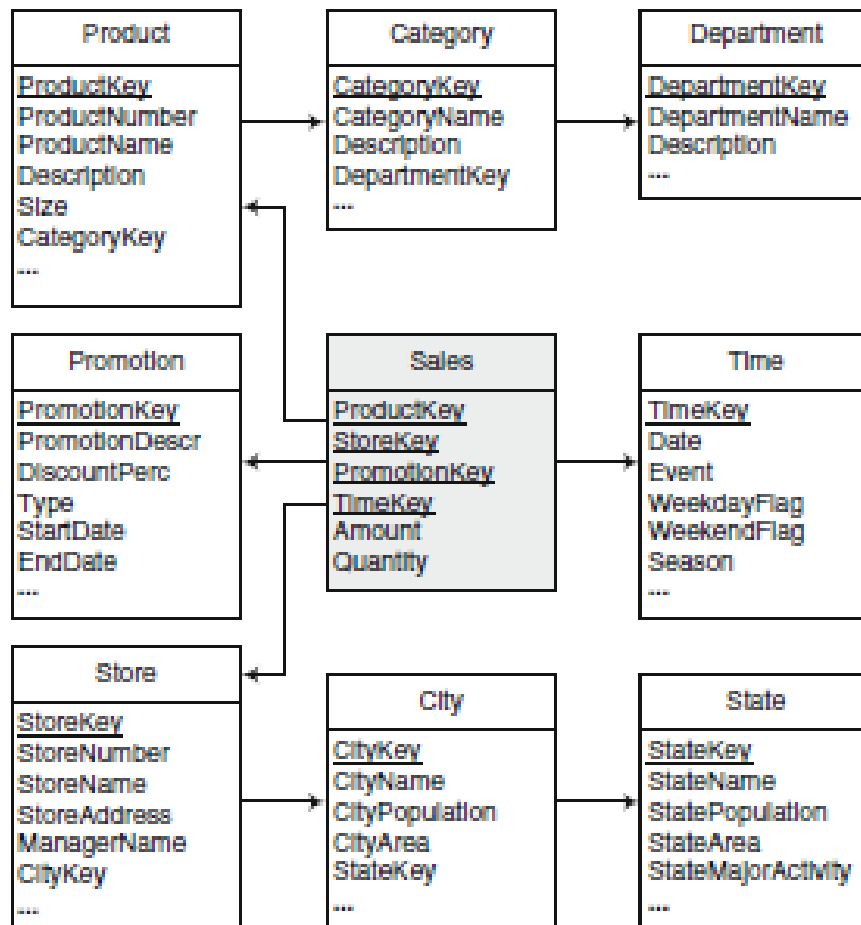 Product
ProductKey
ProductNumber
ProductName
Description
Size
CategoryKey
...
Category
CategoryKey
CategoryName
Description
DepartmentKey
...
Department
DepartmentKey
DepartmentName
Description
...
Promotion
PromotionKey
PromotionDescr
DiscountPerc
Type
StartDate
EndDate
...
Sales
ProductKey
StoreKey
PromotionKey
TimeKey
Amount
Quantity
Time
TimeKey
Date
Event
WeekdayFlag
WeekendFlag
Season
...
Store
StoreKey
StoreNumber
StoreName
StoreAddress
ManagerName
CityKey
...
City
CityKey
CityName
CityPopulation
CityArea
StateKey
...
State
StateKey
StateName
StatePopulation
StateArea
StateMajorActivity
...